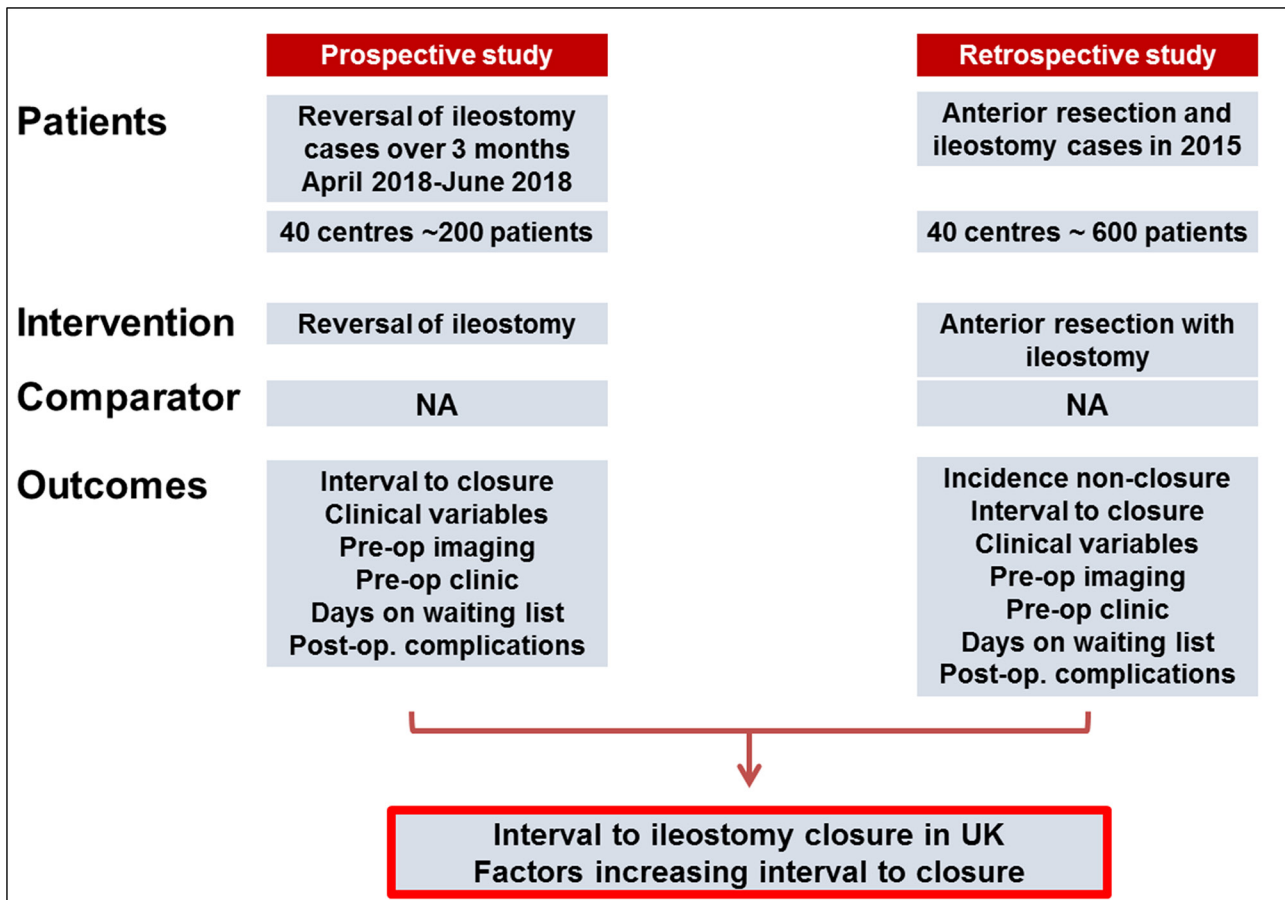 Prospective study
Retrospective study
Patients
Reversal of ileostomy
cases over 3 months
April 2018-June 2018
Anterior resection and
ileostomy cases in 2015
40 centres ~200 patients
40 centres ~ 600 patients
Intervention
Reversal of ileostomy
Anterior resection with
ileostomy
Comparator
NA
NA
Outcomes
Interval to closure
Clinical variables
Pre-op imaging
Pre-op clinic
Days on waiting list
Post-op. complications
Incidence non-closure
Interval to closure
Clinical variables
Pre-op imaging
Pre-op clinic
Days on waiting list
Post-op. complications
Interval to ileostomy closure in UK
Factors increasing interval to closure